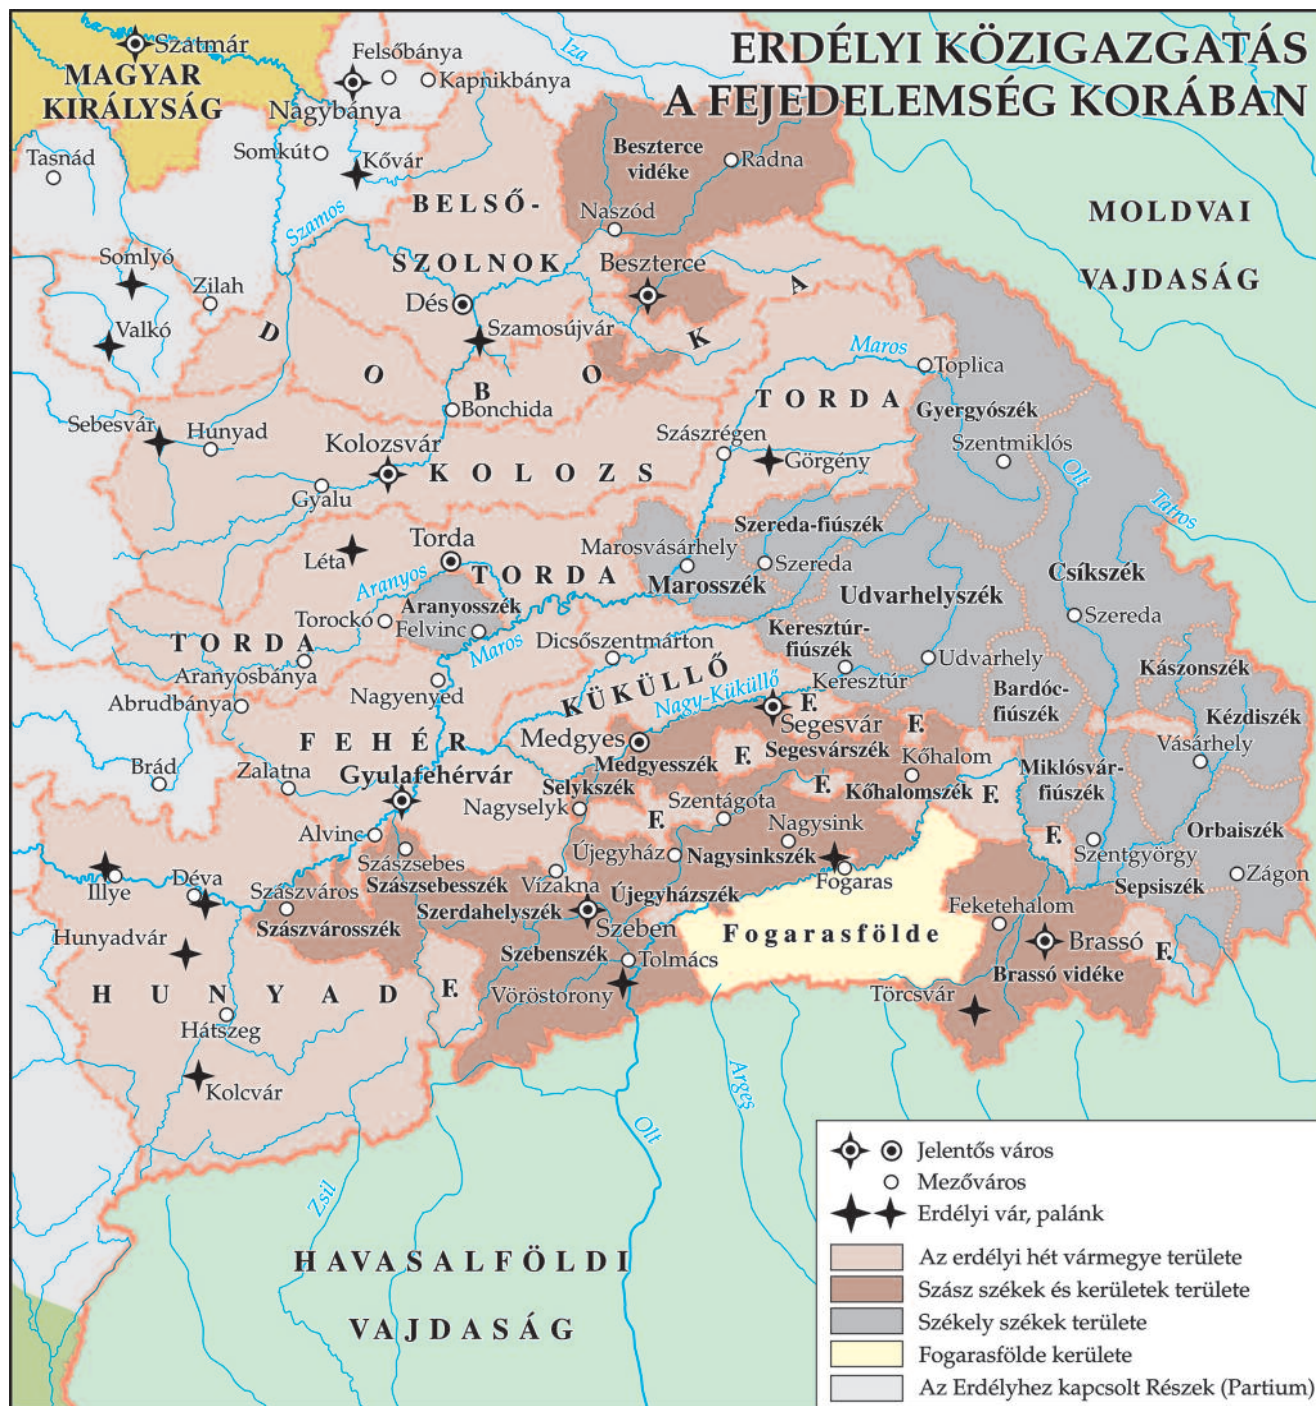 ERDÉLYI KÖZIGAZGATÁS
A FEJEDELEMSÉG KORÁBAN
Szatmár
MAGYAR
KIRÁLYSÁG
Felsőbánya
Kapnikbánya
Nagybánya
Iza
Tasnád
Somkút
Kővár
Beszterce
vidéke
Radna
Naszód
BELSŐ-
SZOLNOK
Szamos
MOLDVAI
VAJDASÁG
Somlyó
Zilah
Valkó
Dés
Szamosújvár
Beszterce
D O B O K A
Bonchida
Maros
Toplica
TORDA
Gyergyószék
Szentmiklós
Olt
Tatros
Sebesvár
Hunyad
Kolozsvár
KOLOZS
Gyalu
Szászrégen
Görgény
Léta
Torda
Aranyos
TORDA
Aranyosszék
Felvinc
Torockó
TORDA
Aranyosbánya
Maros
Marosvásárhely
Marosszék
Szereda-fiúszék
Szereda
Udvarhelyszék
Csíkszék
Szereda
Keresztúr-
fiúszék
Keresztúr
Udvarhely
Bardóc-
fiúszék
Kászonszék
Kézdiszék
Vásárhely
Dicsőszentmárton
KÜKÜLLŐ
Nagy-Küküllő
Abrudbánya
Nagyenyed
FEHÉR
Gyulafehérvár
Brád
Zalatna
Medgyes
Medgyesszék
Segesvár
Segesvárszék
F.
F.
F.
F.
F.
Kőhalom
Kőhalomszék
Miklósvár-
fiúszék
Selykszék
Nagyselyk
F.
Szentágota
Nagysink
Nagysinkszék
Fogaras
F.
Szentgyörgy
Sepsiszék
Orbaiszék
Zágon
Alvinc
Szászsebes
Szászsebesszék
Illye
Déva
Szászváros
Szászvárosszék
Vízakna
Újegyház
Újegyházszék
Szerdahelyszék
Szeben
Szebenszék
Tolmács
Vöröstorony
Fogarasfölde
Feketehalom
Brassó
Brassó vidéke
F.
Törcsvár
Hunyadvár
HUNYAD
F.
Hátszeg
Kolcvár
Zsil
Olt
Argeș
HAVASALFÖLDI
VAJDASÁG
Jelentős város
Mezőváros
Erdélyi vár, palánk
Az erdélyi hét vármegye területe
Szász székek és kerületek területe
Székely székek területe
Fogarasfölde kerülete
Az Erdélyhez kapcsolt Részek (Partium)